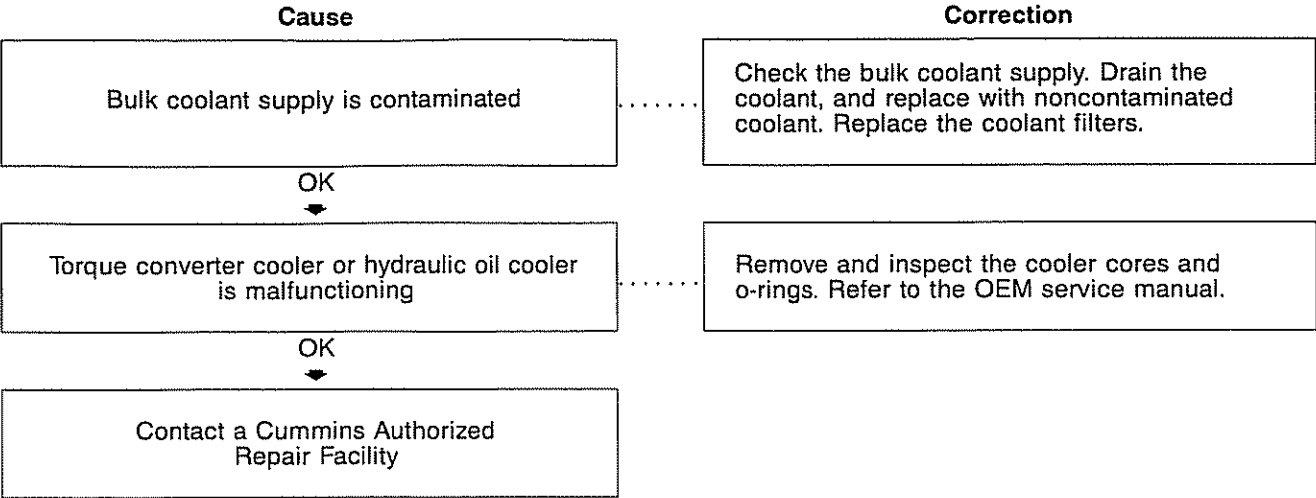 Cause
Correction
Bulk coolant supply is contaminated
Check the bulk coolant supply. Drain the
coolant, and replace with noncontaminated
coolant. Replace the coolant filters.
OK
Torque converter cooler or hydraulic oil cooler
is malfunctioning
Remove and inspect the cooler cores and
o-rings. Refer to the OEM service manual.
OK
Contact a Cummins Authorized
Repair Facility